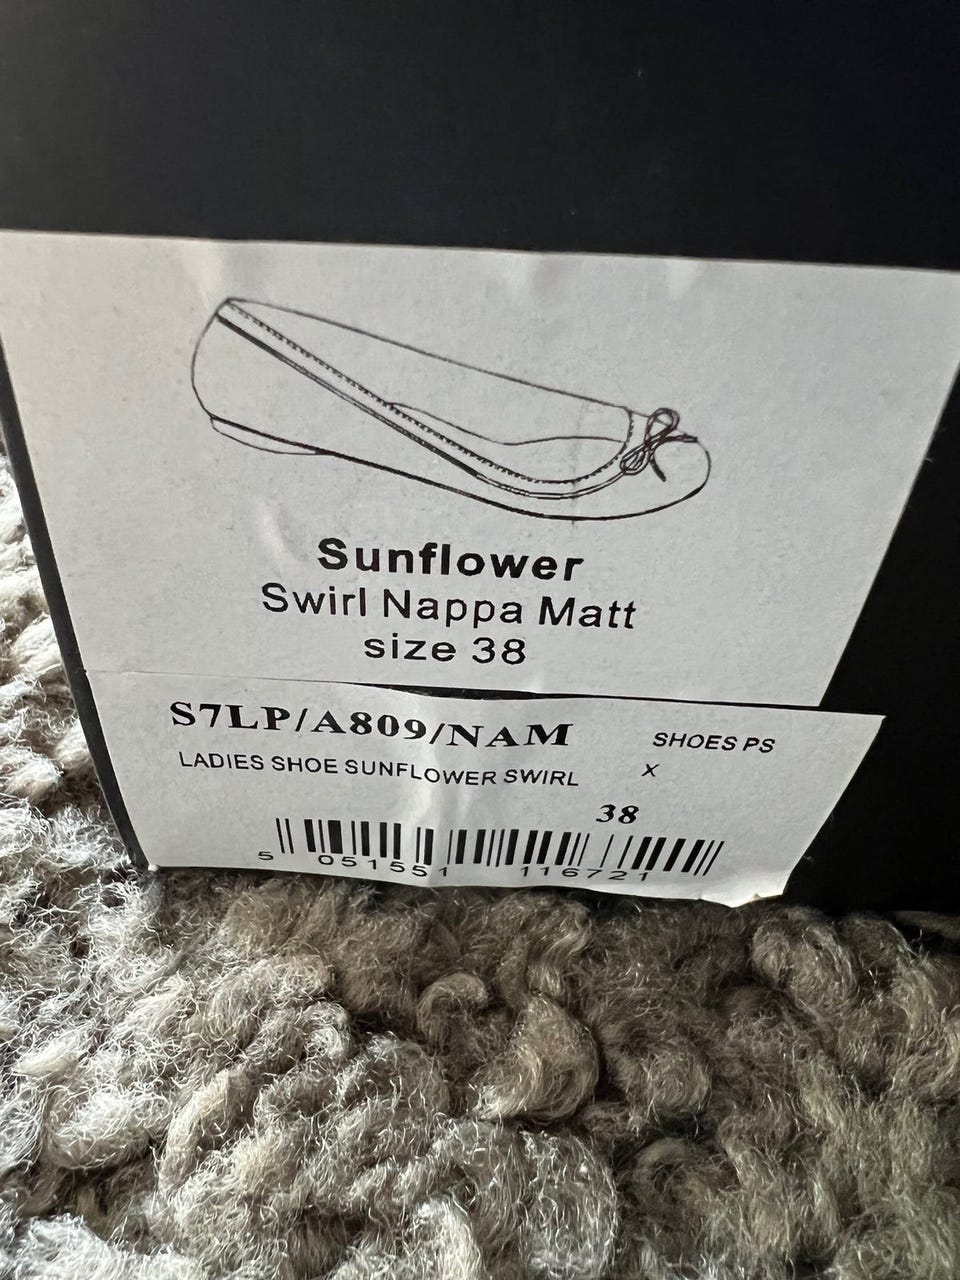 Sunflower
Swirl Nappa Matt
size 38
S7LP/A809/NAM
SHOES PS
LADIES SHOE SUNFLOWER SWIRL
X
38
5 051551 116721